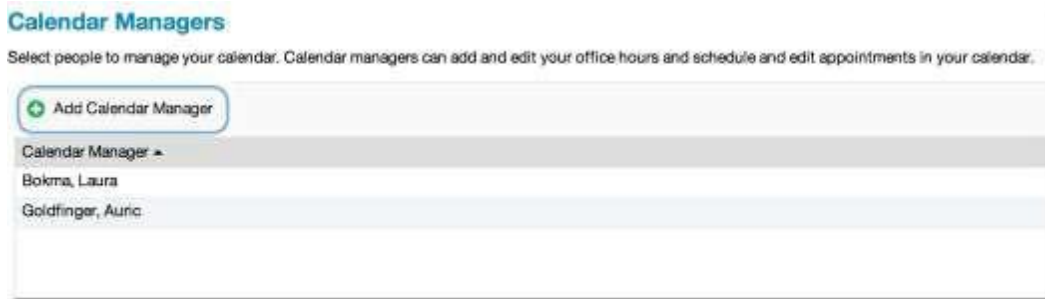 Calendar Managers
Select people to manage your calendar. Calendar managers can add and edit your office hours and schedule and edit appointments in your calendar.
Add Calendar Manager
Calendar Manager
Bokma, Laura
Goldfinger, Auric